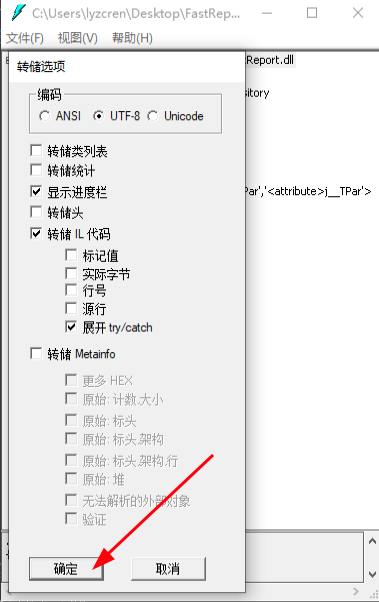 C:\Users\lyzcren\Desktop\FastRep...
文件(F) 视图(V) 帮助(H)
Report.dll
转储选项
编码
sitory
ANSI UTF-8 Unicode
转储类列表
转储统计
显示进度栏
Par','<attribute>j__TPar'>
转储头
转储 IL 代码
标记值
实际字节
行号
源行
展开 try/catch
转储 Metainfo
更多 HEX
原始: 计数.大小
原始: 标头
原始: 标头.架构
原始: 标头.架构.行
原始: 堆
无法解析的外部对象
验证
确定 取消